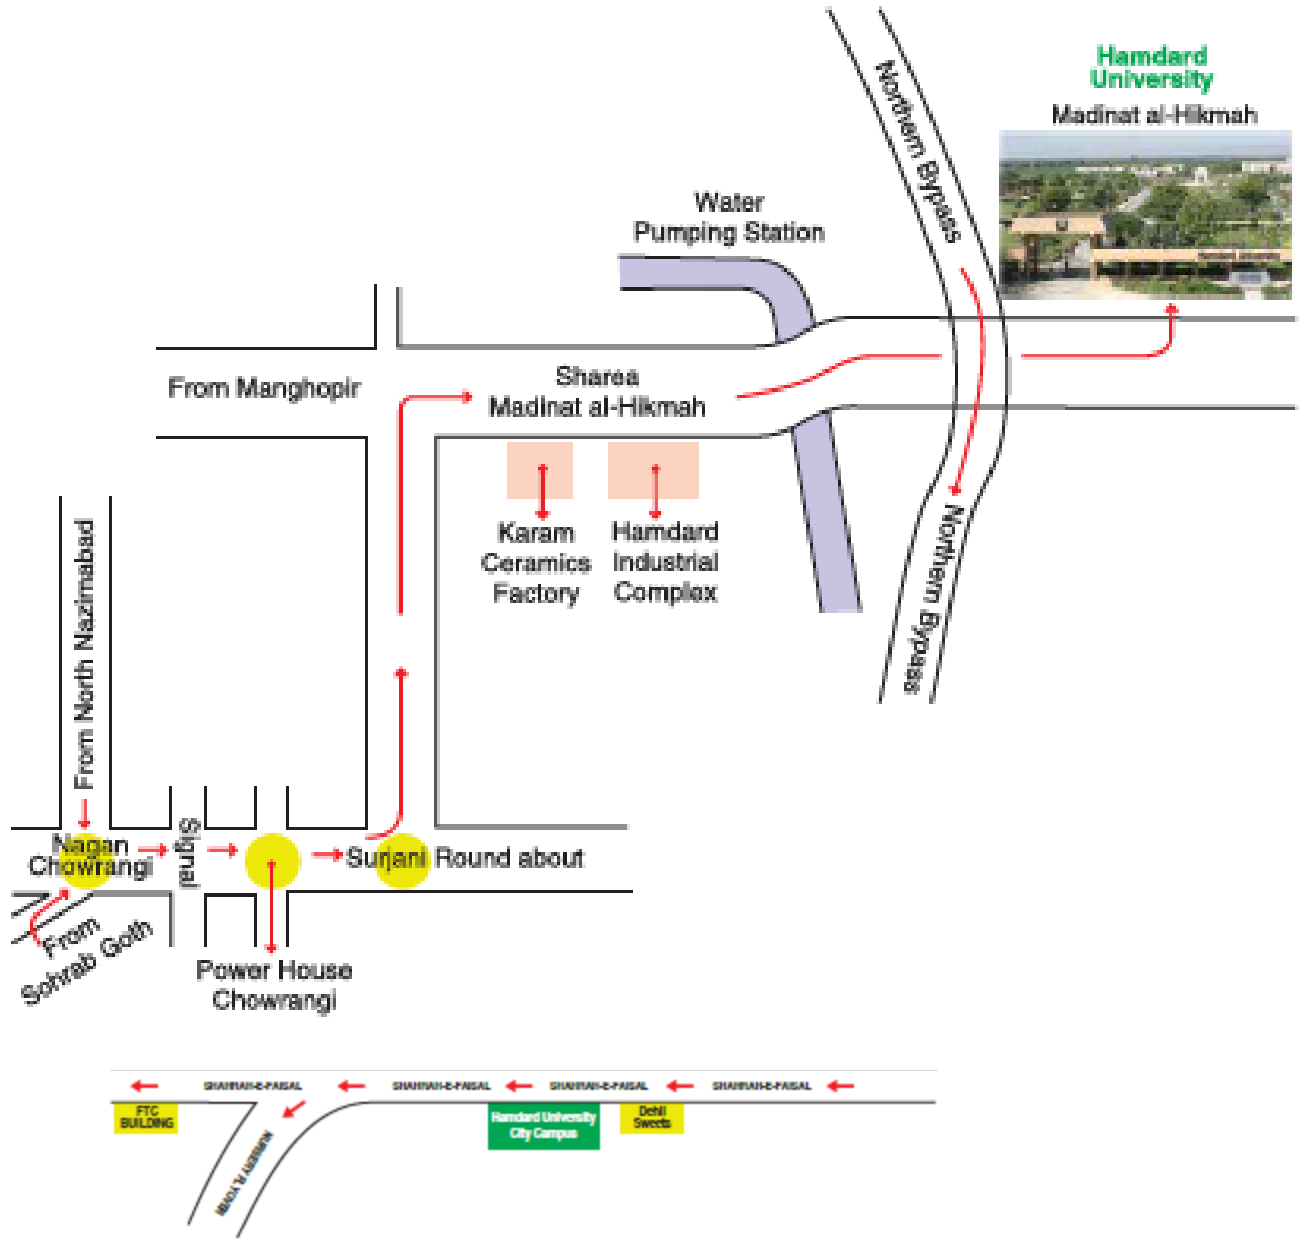 Hamdard
University
Madinat al-Hikmah
Northern Bypass
Water
Pumping Station
From Manghopir
Sharea
Madinat al-Hikmah
Karam
Ceramics
Factory
Hamdard
Industrial
Complex
Northern Bypass
From North Nazimabad
Nagan
Chowrangi
Signal
Surjani Round about
From
Sohrab Goth
Power House
Chowrangi
SHAHRAH-E-FAISAL
SHAHRAH-E-FAISAL
SHAHRAH-E-FAISAL
SHAHRAH-E-FAISAL
FTC
BUILDING
Hamdard University
City Campus
Dehli
Sweets
NURSERY FLYOVER